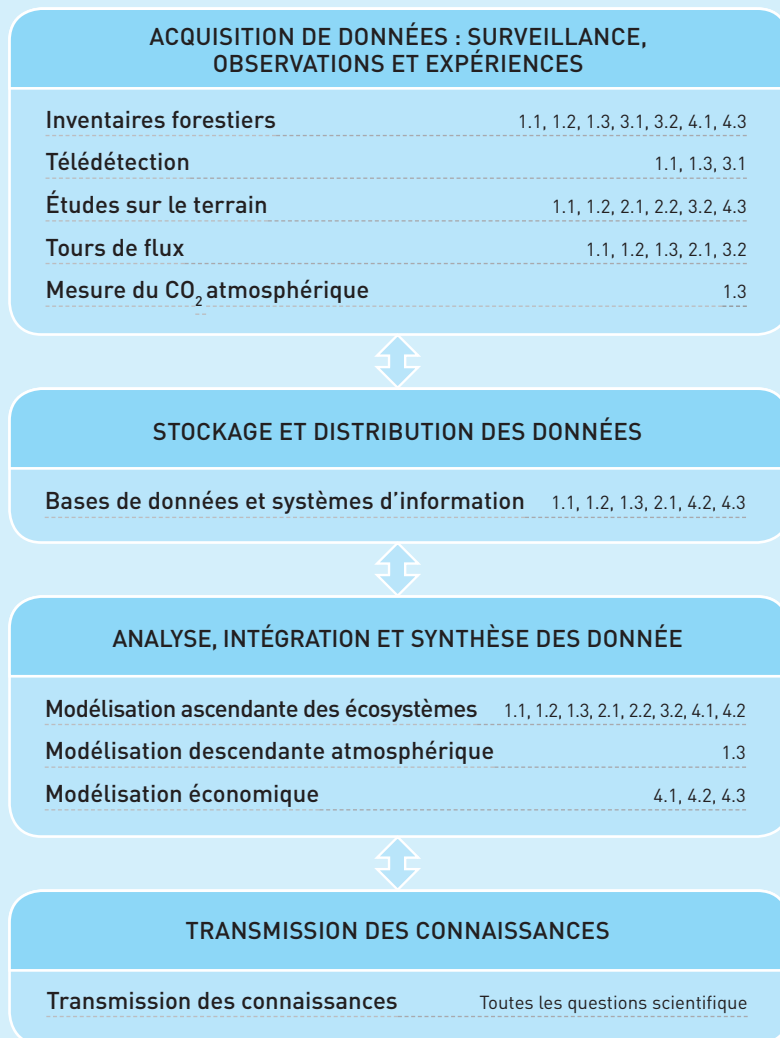 ACQUISITION DE DONNÉES : SURVEILLANCE,
OBSERVATIONS ET EXPÉRIENCES
Inventaires forestiers 1.1, 1.2, 1.3, 3.1, 3.2, 4.1, 4.3
Télédétection 1.1, 1.3, 3.1
Études sur le terrain 1.1, 1.2, 2.1, 2.2, 3.2, 4.3
Tours de flux 1.1, 1.2, 1.3, 2.1, 3.2
Mesure du CO₂ atmosphérique 1.3
STOCKAGE ET DISTRIBUTION DES DONNÉES
Bases de données et systèmes d'information 1.1, 1.2, 1.3, 2.1, 4.2, 4.3
ANALYSE, INTÉGRATION ET SYNTHÈSE DES DONNÉE
Modélisation ascendante des écosystèmes 1.1, 1.2, 1.3, 2.1, 2.2, 3.2, 4.1, 4.2
Modélisation descendante atmosphérique 1.3
Modélisation économique 4.1, 4.2, 4.3
TRANSMISSION DES CONNAISSANCES
Transmission des connaissances Toutes les questions scientifique